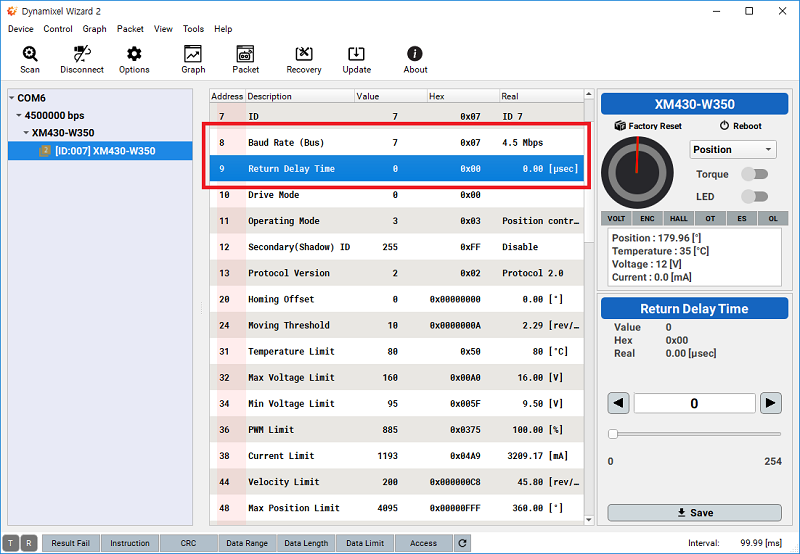 Dynamixel Wizard 2
Device Control Graph Packet View Tools Help
Scan Disconnect Options Graph Packet Recovery Update About
COM6
4500000 bps
XM430-W350
2 [ID:007] XM430-W350
Address Description Value Hex Real
7 ID 7 0x07 ID 7
8 Baud Rate (Bus) 7 0x07 4.5 Mbps
9 Return Delay Time 0 0x00 0.00 [μsec]
10 Drive Mode 0 0x00
11 Operating Mode 3 0x03 Position contr…
12 Secondary(Shadow) ID 255 0xFF Disable
13 Protocol Version 2 0x02 Protocol 2.0
20 Homing Offset 0 0x00000000 0.00 [°]
24 Moving Threshold 10 0x0000000A 2.29 [rev/…
31 Temperature Limit 80 0x50 80 [°C]
32 Max Voltage Limit 160 0x00A0 16.00 [V]
34 Min Voltage Limit 95 0x005F 9.50 [V]
36 PWM Limit 885 0x0375 100.00 [%]
38 Current Limit 1193 0x04A9 3209.17 [mA]
44 Velocity Limit 200 0x000000C8 45.80 [rev/…
48 Max Position Limit 4095 0x00000FFF 360.00 [°]
XM430-W350
Factory Reset Reboot
Position
Torque
LED
VOLT ENC HALL OT ES OL
Position : 179.96 [°]
Temperature : 35 [°C]
Voltage : 12 [V]
Current : 0.0 [mA]
Return Delay Time
Value 0
Hex 0x00
Real 0.00 [μsec]
0
0 254
Save
T R Result Fail Instruction CRC Data Range Data Length Data Limit Access Interval: 99.99 [ms]